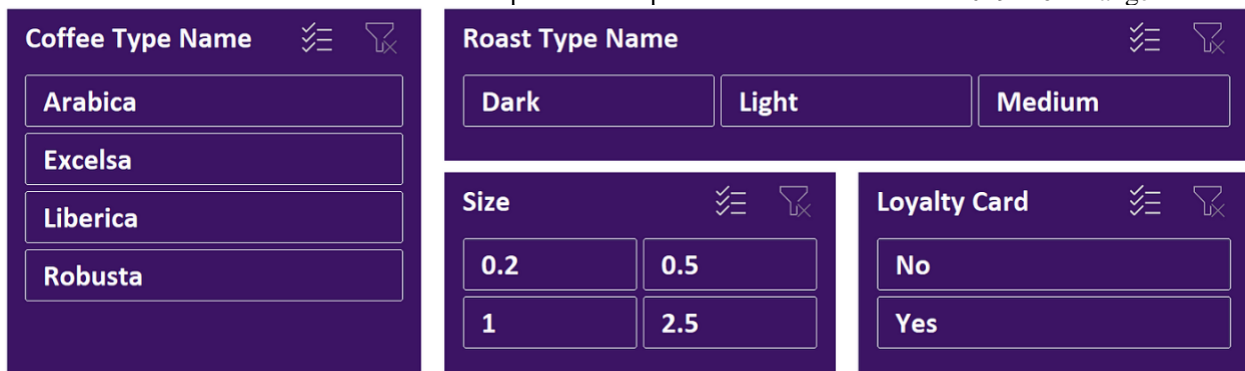 Coffee Type Name
Arabica
Excelsa
Liberica
Robusta
Roast Type Name
Dark Light Medium
Size
0.2 0.5
1 2.5
Loyalty Card
No
Yes